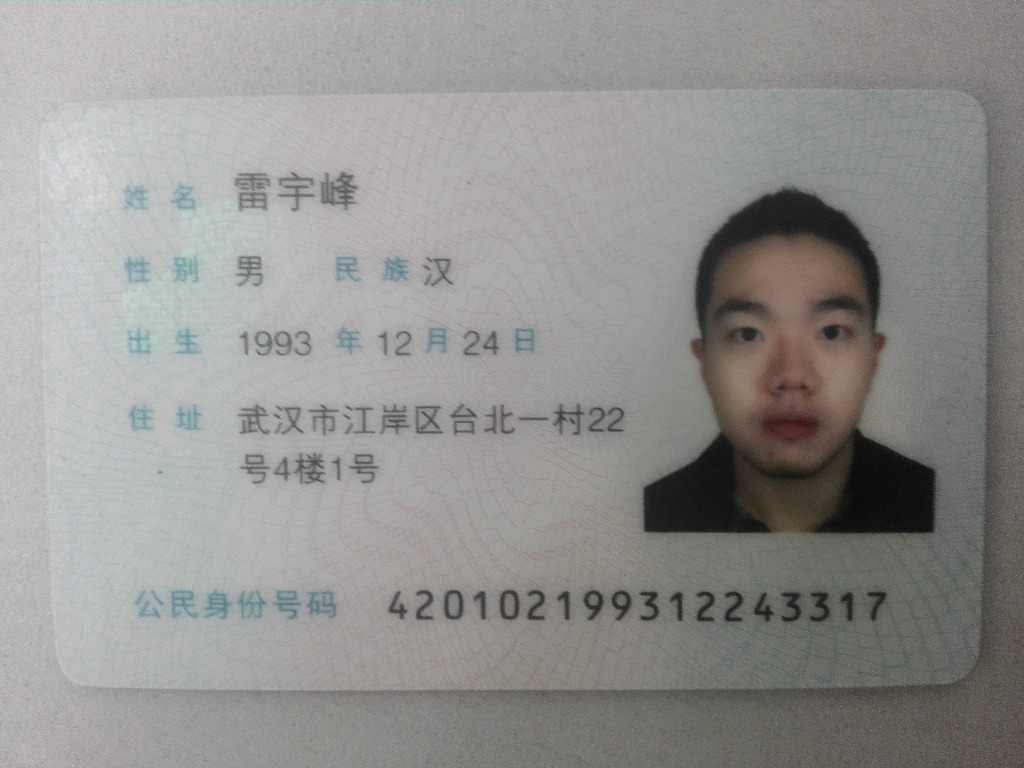 姓名 雷宇峰
性别 男 民族 汉
出生 1993 年 12 月 24 日
住址 武汉市江岸区台北一村22
号4楼1号
公民身份号码 420102199312243317